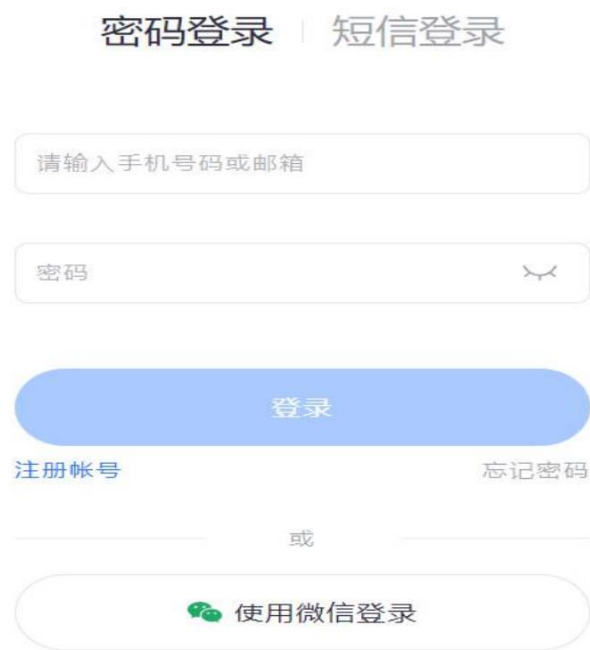 密码登录 短信登录
请输入手机号码或邮箱
密码
登录
注册帐号 忘记密码
或
使用微信登录